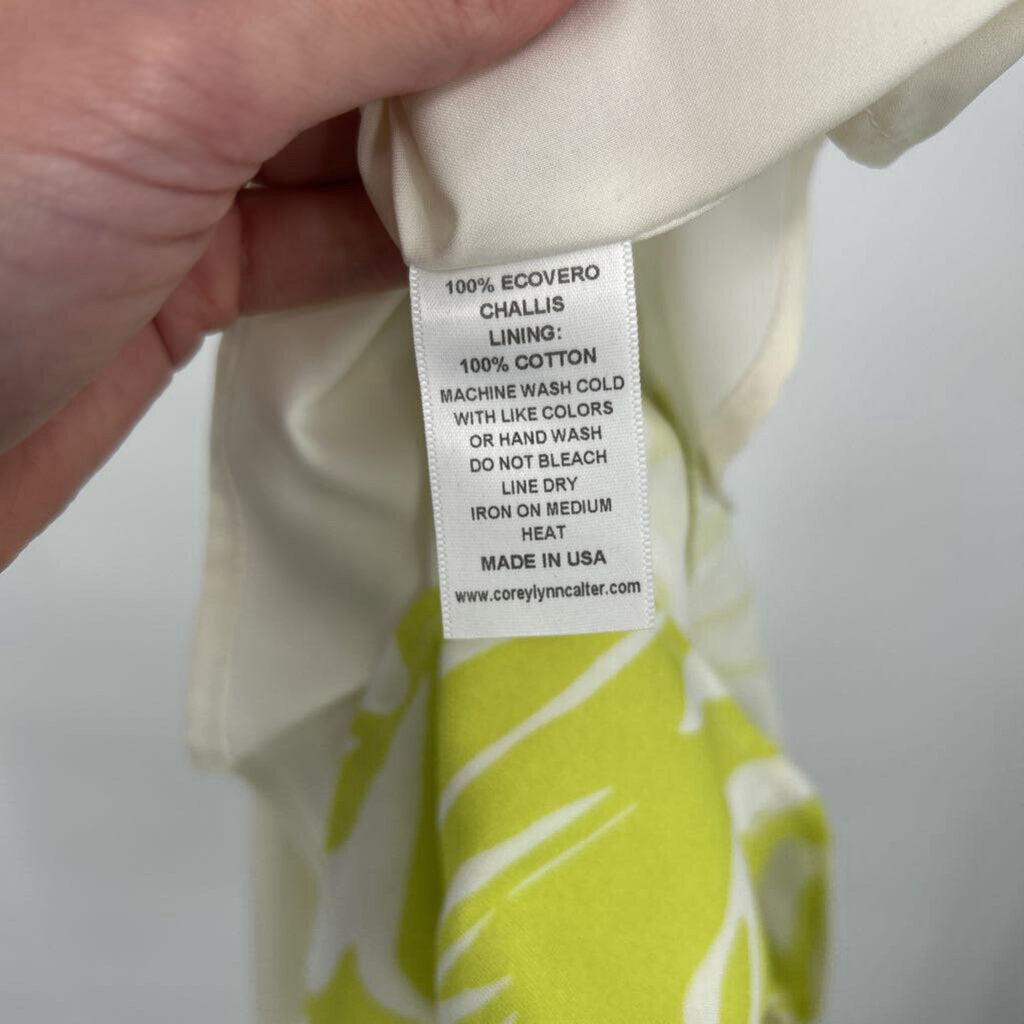 100% ECOVERO
CHALLIS
LINING:
100% COTTON
MACHINE WASH COLD
WITH LIKE COLORS
OR HAND WASH
DO NOT BLEACH
LINE DRY
IRON ON MEDIUM
HEAT
MADE IN USA
www.coreylynncalter.com